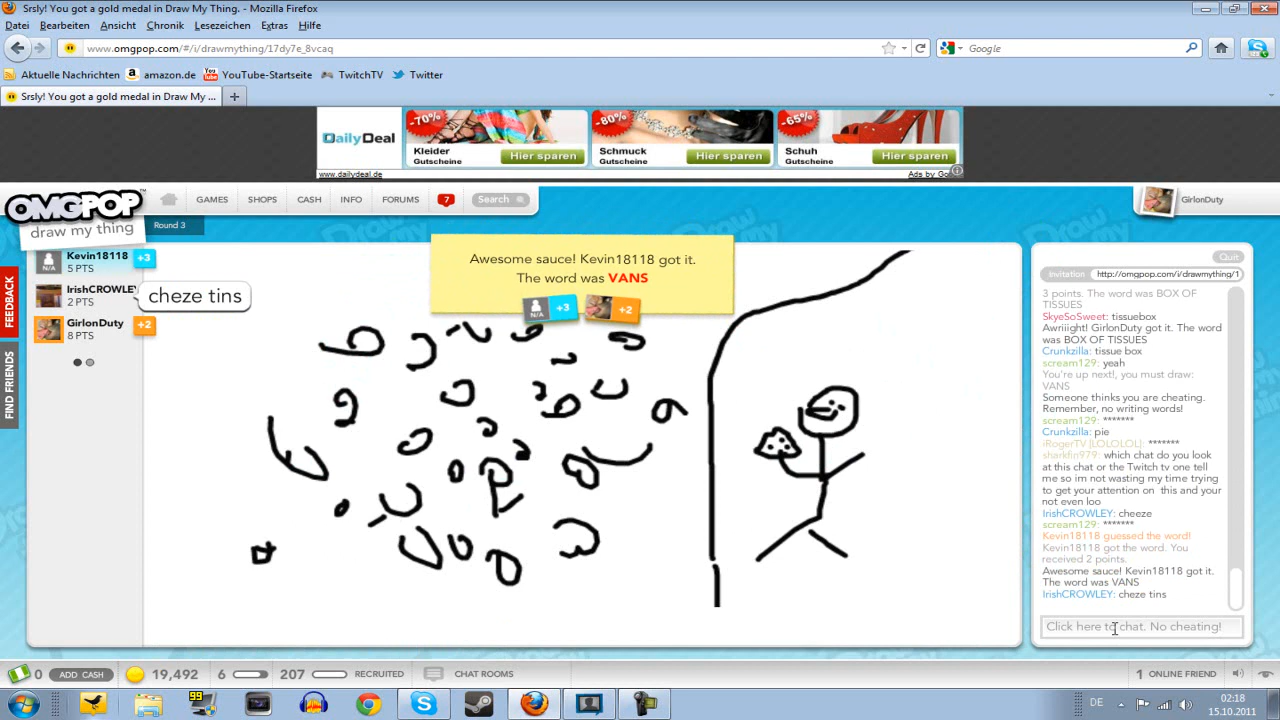 Srsly! You got a gold medal in Draw My Thing. - Mozilla Firefox
Datei Bearbeiten Ansicht Chronik Lesezeichen Extras Hilfe
www.omgpop.com/#/i/drawmything/17dy7e_8vcaq
Google
Aktuelle Nachrichten amazon.de YouTube-Startseite TwitchTV Twitter
Srsly! You got a gold medal in Draw My ...
DailyDeal
-70%
Kleider
Gutscheine
Hier sparen
-80%
Schmuck
Gutscheine
Hier sparen
-65%
Schuh
Gutscheine
Hier sparen
www.dailydeal.de
OMGPOP
draw my thing
GAMES SHOPS CASH INFO FORUMS 7 Search
GirlonDuty
Round 3
FEEDBACK
FIND FRIENDS
Kevin18118 +3
5 PTS
IrishCROWLEY
2 PTS
cheze tins
GirlonDuty +2
8 PTS
Awesome sauce! Kevin18118 got it.
The word was VANS
N/A +3 +2
Quit
Invitation http://omgpop.com/i/drawmything/1
3 points. The word was BOX OF
TISSUES
SkyeSoSweet: tissuebox
Awriiight! GirlonDuty got it. The word
was BOX OF TISSUES
Crunkzilla: tissue box
scream129: yeah
You're up next!, you must draw:
VANS
Someone thinks you are cheating.
Remember, no writing words!
scream129: *******
Crunkzilla: pie
iRogerTV [LOLOLOL]: *******
sharkfin979: which chat do you look
at this chat or the Twitch tv one tell
me so im not wasting my time trying
to get your attention on this and your
not even loo
IrishCROWLEY: cheeze
scream129: *******
Kevin18118 guessed the word!
Kevin18118 got the word. You
received 2 points.
Awesome sauce! Kevin18118 got it.
The word was VANS
IrishCROWLEY: cheze tins
Click here to chat. No cheating!
0 ADD CASH 19,492 6 207 RECRUITED CHAT ROOMS 1 ONLINE FRIEND
99
DE
02:18
15.10.2011